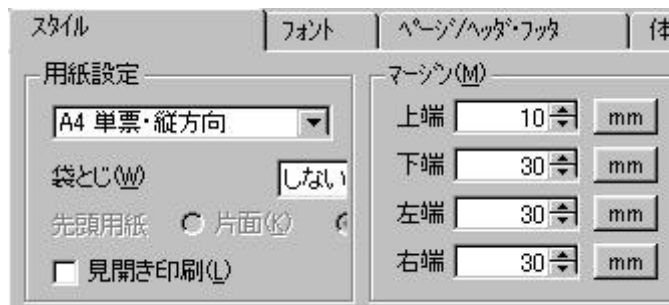 スタイル フォント ページ/ヘッダ・フッタ 体
用紙設定
A4 単票・縦方向
袋とじ(W) しない
先頭用紙 片面(K)
見開き印刷(L)
マージン(M)
上端 10 mm
下端 30 mm
左端 30 mm
右端 30 mm